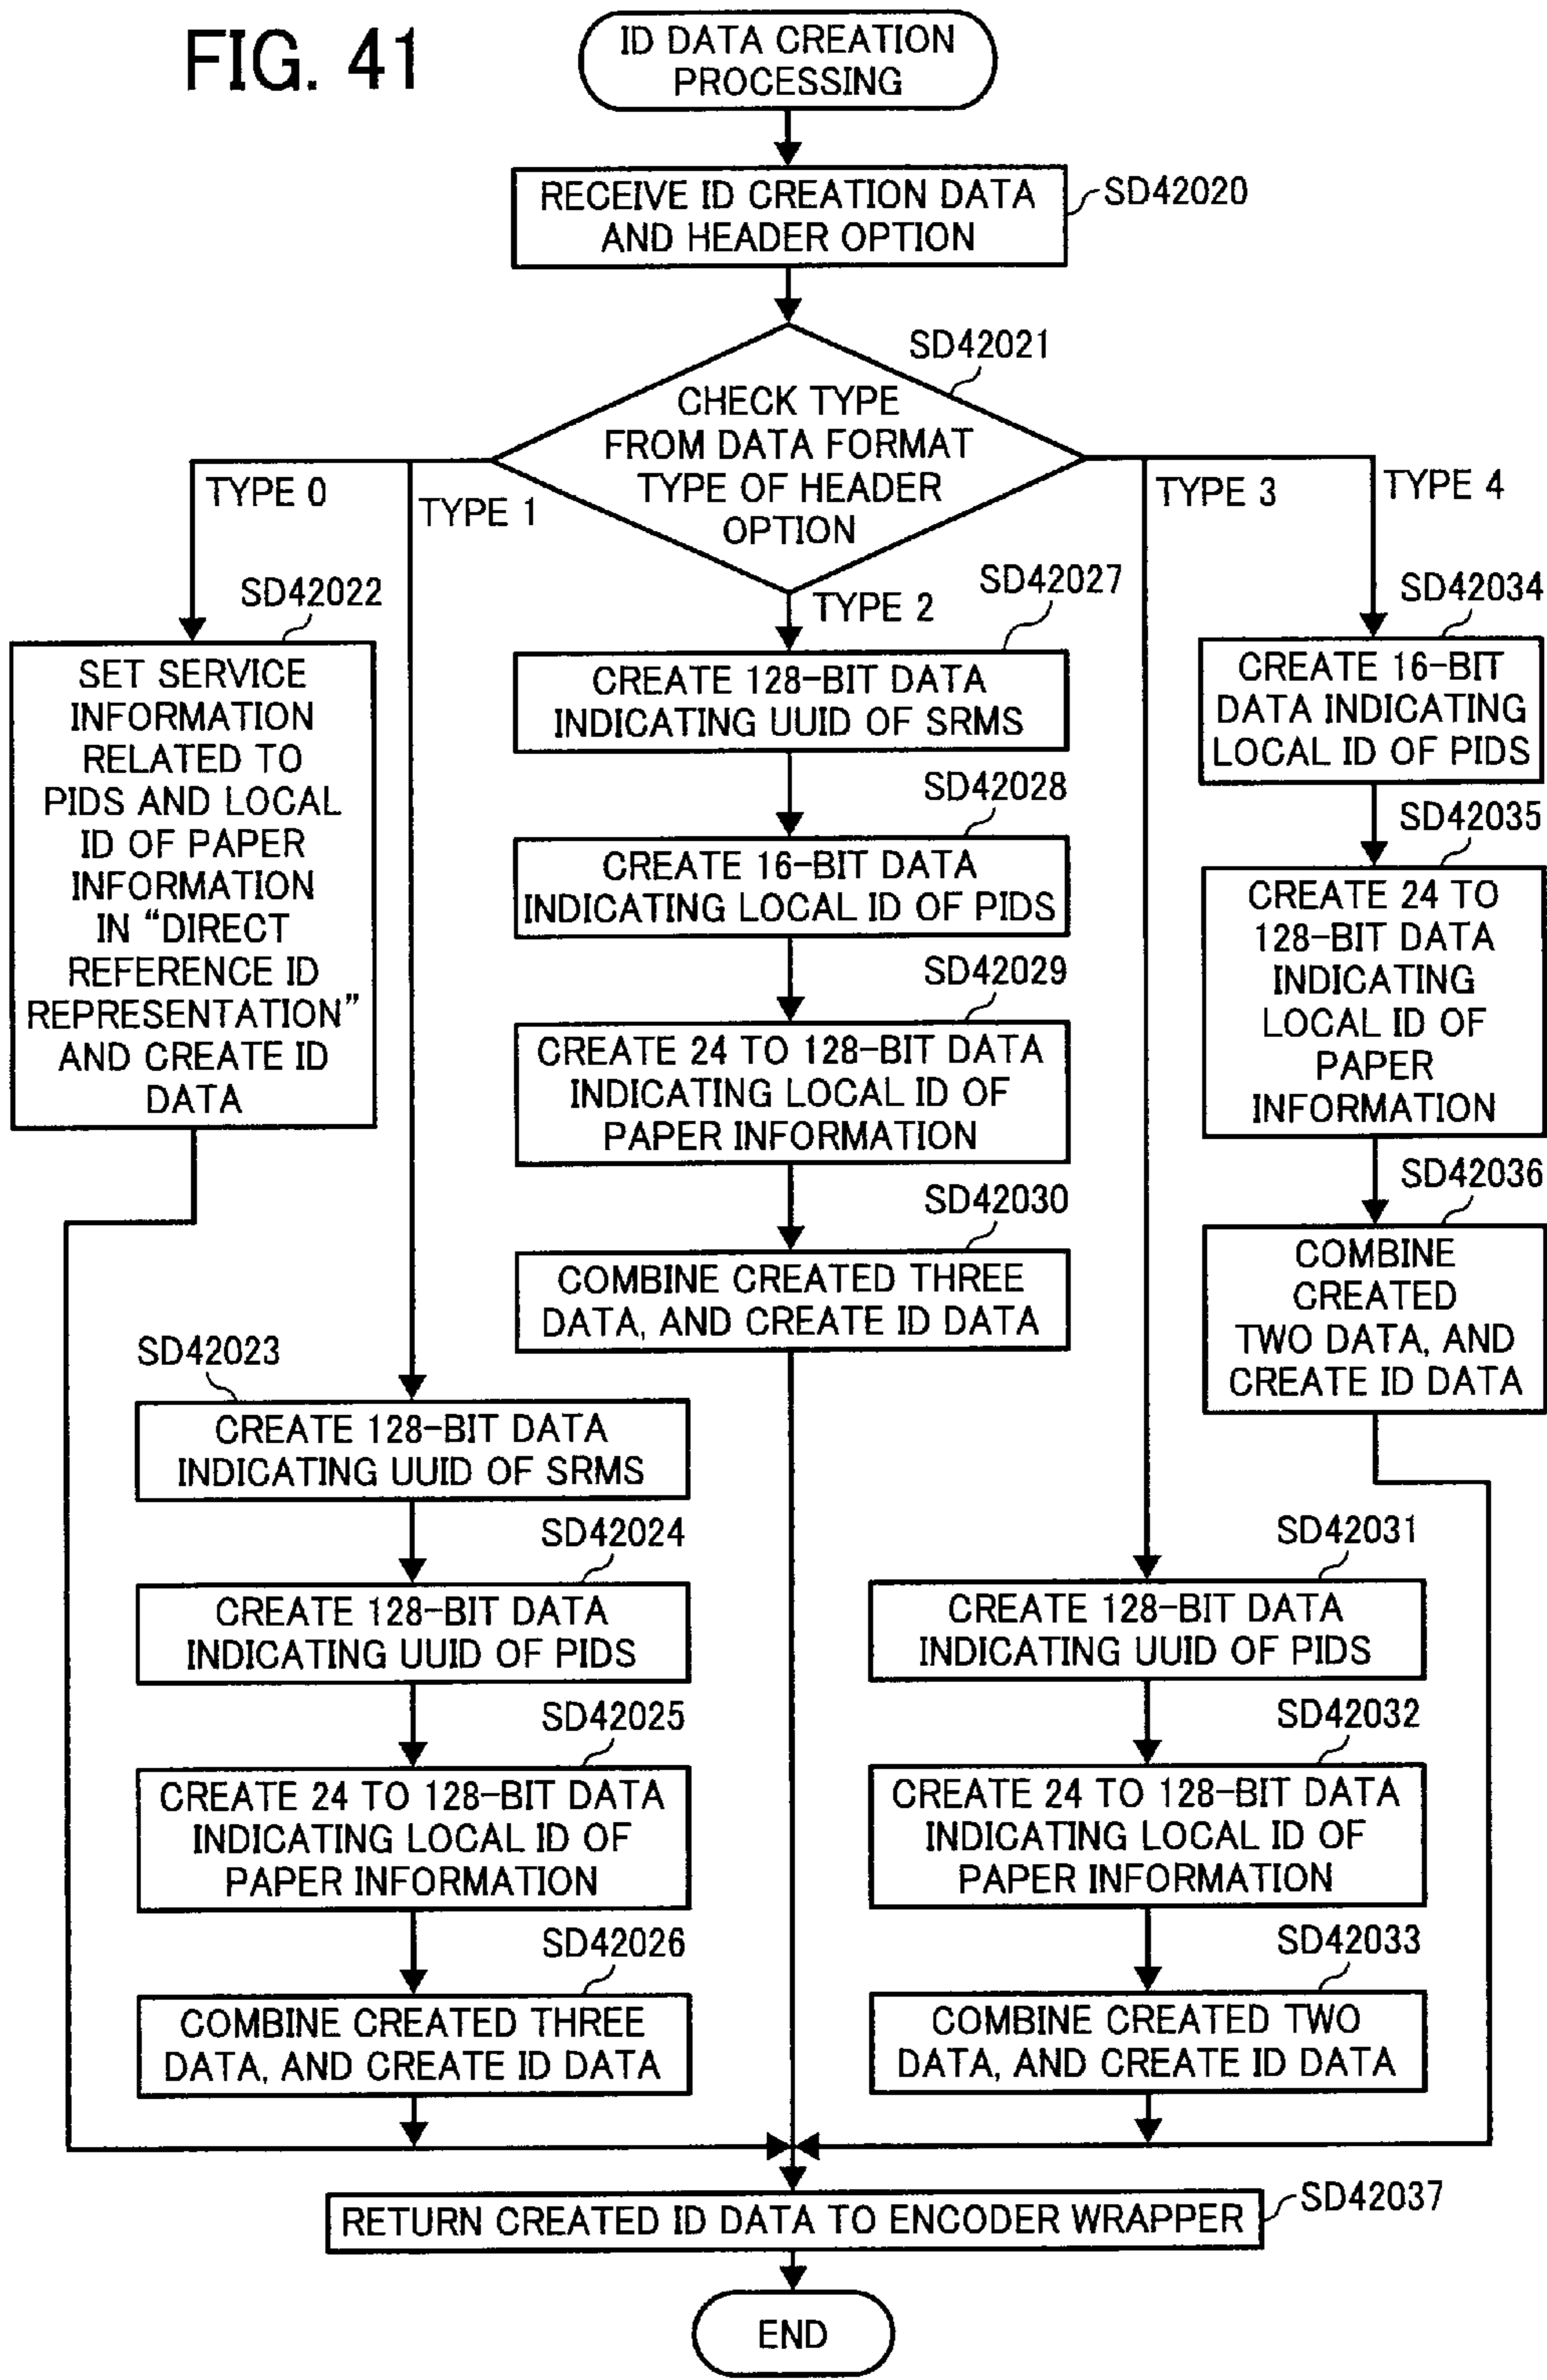 FIG. 41
ID DATA CREATION
PROCESSING
RECEIVE ID CREATION DATA
AND HEADER OPTION
SD42020
SD42021
CHECK TYPE
FROM DATA FORMAT
TYPE OF HEADER
OPTION
TYPE 0
TYPE 1
TYPE 2
TYPE 3
TYPE 4
SD42022
SET SERVICE
INFORMATION
RELATED TO
PIDS AND LOCAL
ID OF PAPER
INFORMATION
IN “DIRECT
REFERENCE ID
REPRESENTATION”
AND CREATE ID
DATA
SD42027
CREATE 128-BIT DATA
INDICATING UUID OF SRMS
SD42028
CREATE 16-BIT DATA
INDICATING LOCAL ID OF PIDS
SD42029
CREATE 24 TO 128-BIT DATA
INDICATING LOCAL ID OF
PAPER INFORMATION
SD42030
COMBINE CREATED THREE
DATA, AND CREATE ID DATA
SD42034
CREATE 16-BIT
DATA INDICATING
LOCAL ID OF PIDS
SD42035
CREATE 24 TO
128-BIT DATA
INDICATING
LOCAL ID OF
PAPER
INFORMATION
SD42036
COMBINE
CREATED
TWO DATA, AND
CREATE ID DATA
SD42023
CREATE 128-BIT DATA
INDICATING UUID OF SRMS
SD42024
CREATE 128-BIT DATA
INDICATING UUID OF PIDS
SD42025
CREATE 24 TO 128-BIT DATA
INDICATING LOCAL ID OF
PAPER INFORMATION
SD42026
COMBINE CREATED THREE
DATA, AND CREATE ID DATA
SD42031
CREATE 128-BIT DATA
INDICATING UUID OF PIDS
SD42032
CREATE 24 TO 128-BIT DATA
INDICATING LOCAL ID OF
PAPER INFORMATION
SD42033
COMBINE CREATED TWO
DATA, AND CREATE ID DATA
RETURN CREATED ID DATA TO ENCODER WRAPPER
SD42037
END